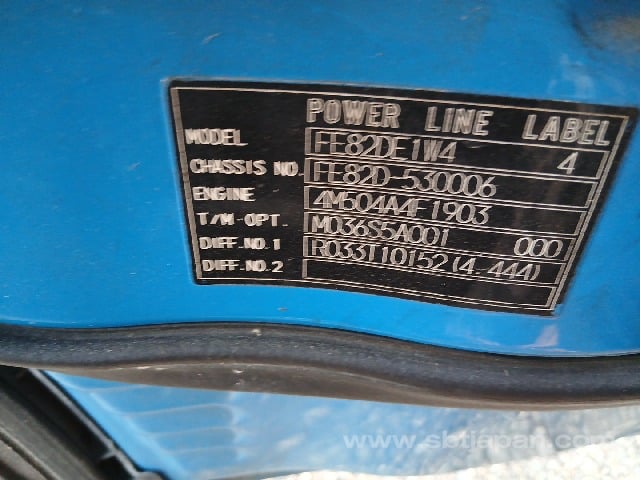 POWER LINE LABEL
MODEL FE82DE1W4 4
CHASSIS NO. FE82D-530006
ENGINE 4M504A4F1903
T/M·OPT. M036S5A001 000
DIFF.NO.1 R033T10152(4.444)
DIFF.NO.2
www.sbtjapan.com